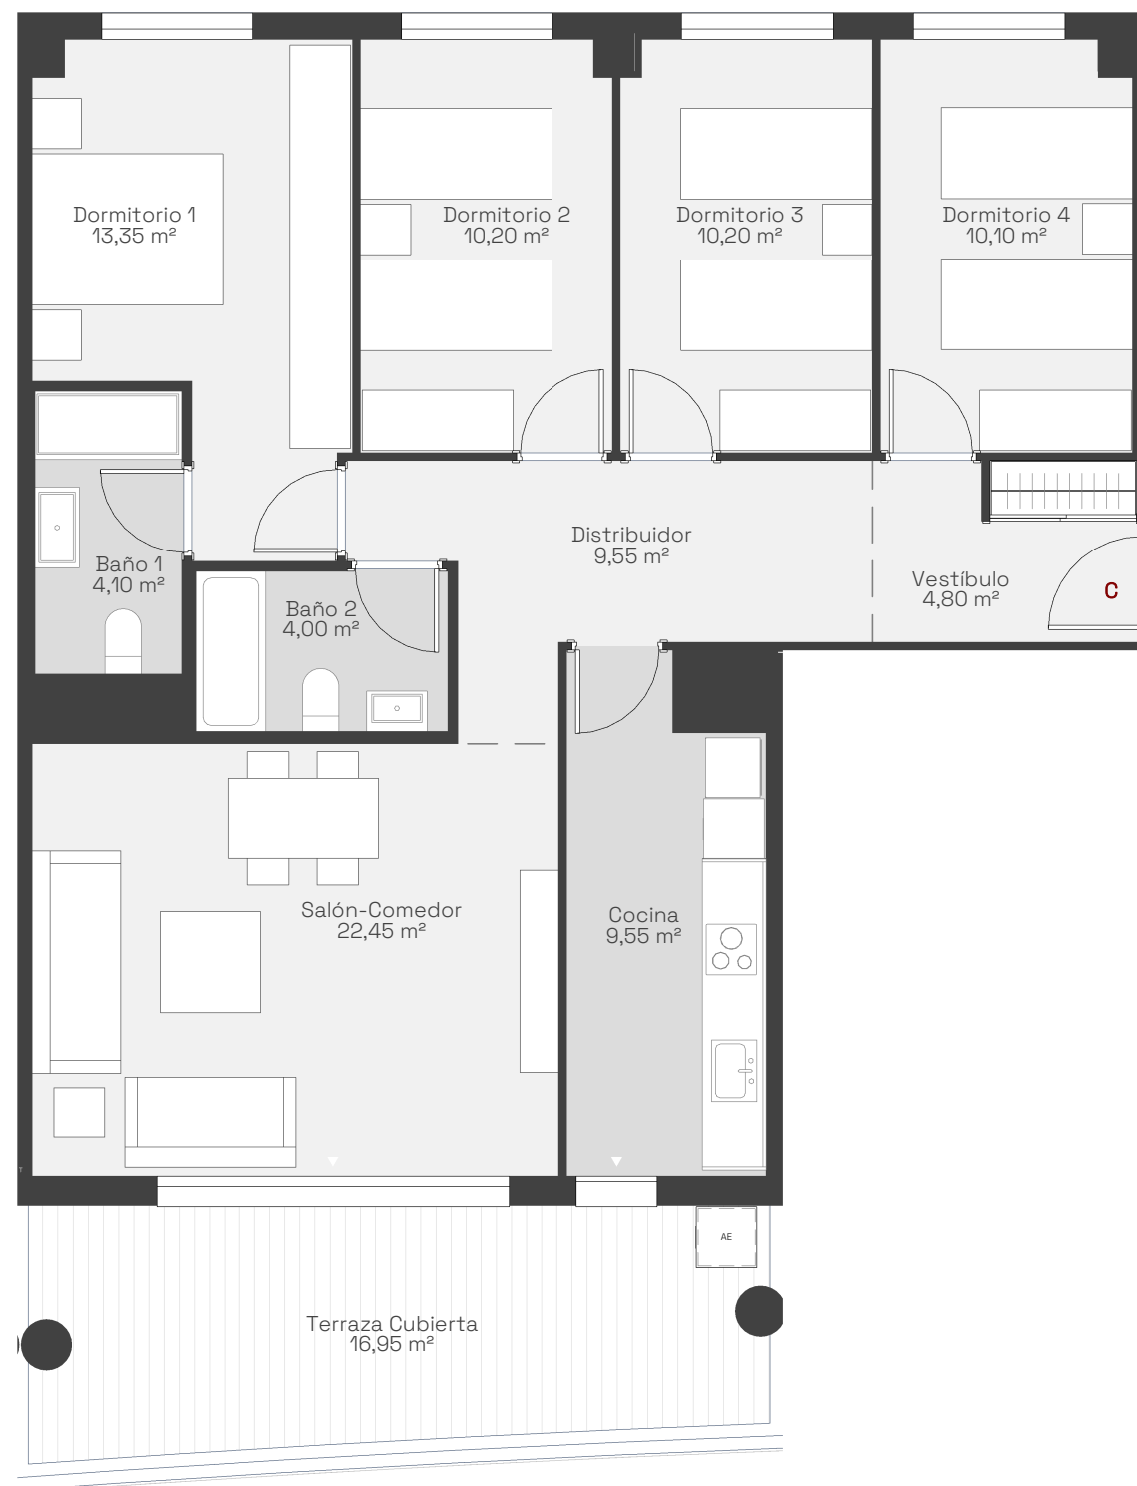 Dormitorio 1
13,35 m²
Dormitorio 2
10,20 m²
Dormitorio 3
10,20 m²
Dormitorio 4
10,10 m²
Distribuidor
9,55 m²
Baño 1
4,10 m²
Vestíbulo
4,80 m²
C
Baño 2
4,00 m²
Salón-Comedor
22,45 m²
Cocina
9,55 m²
T
AE
Terraza Cubierta
16,95 m²